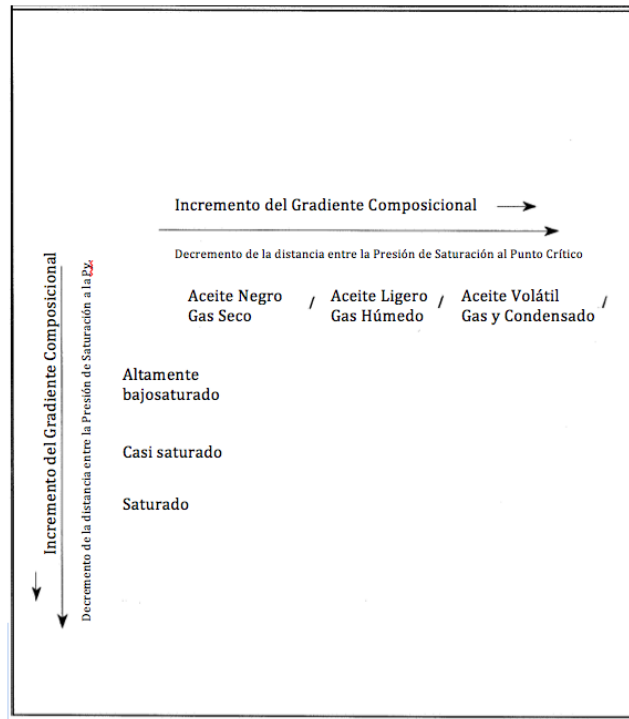 Incremento del Gradiente Composicional
Decremento de la distancia entre la Presión de Saturación al Punto Crítico
Aceite Negro / Aceite Ligero / Aceite Volátil /
Gas Seco Gas Húmedo Gas y Condensado
Altamente
bajosaturado
Casi saturado
Saturado
Incremento del Gradiente Composicional
Decremento de la distancia entre la Presión de Saturación a la Py.